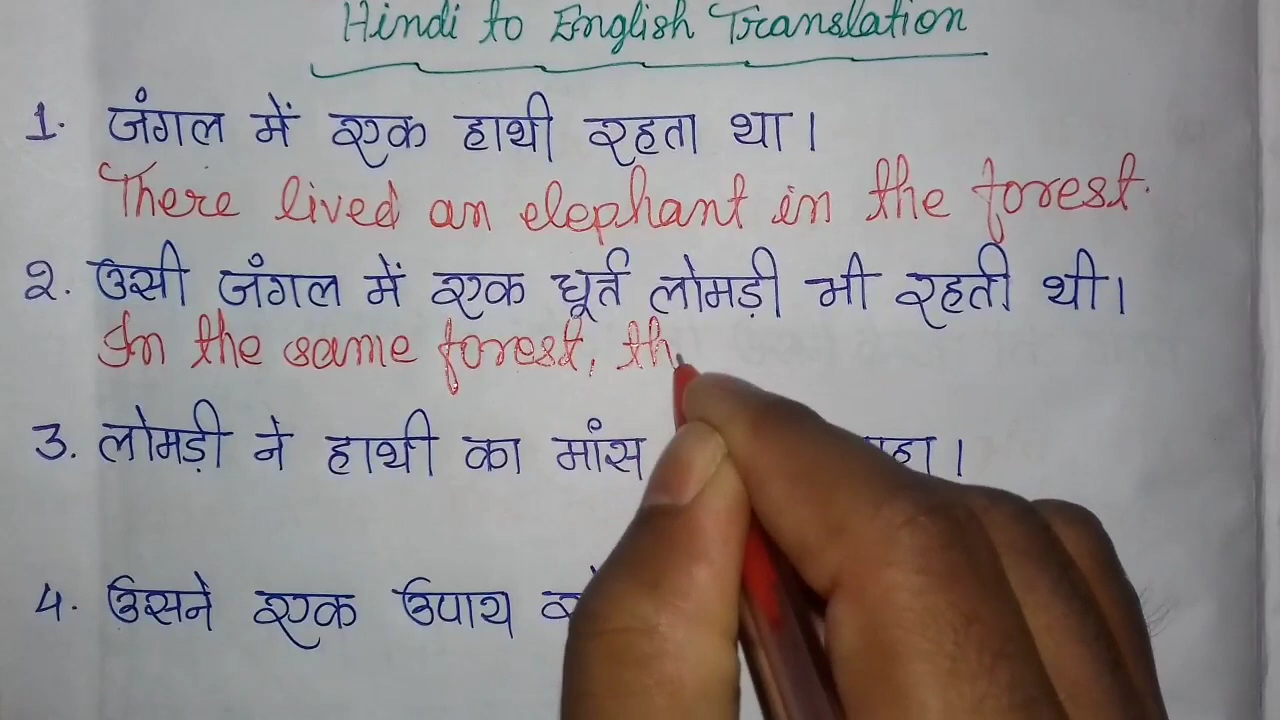 Hindi to English Translation
1. जंगल में एक हाथी रहता था।
There lived an elephant in the forest.
2. उसी जंगल में एक धूर्त लोमड़ी भी रहती थी।
In the same forest, th
3. लोमड़ी ने हाथी का मांस
4. उसने एक उपाय